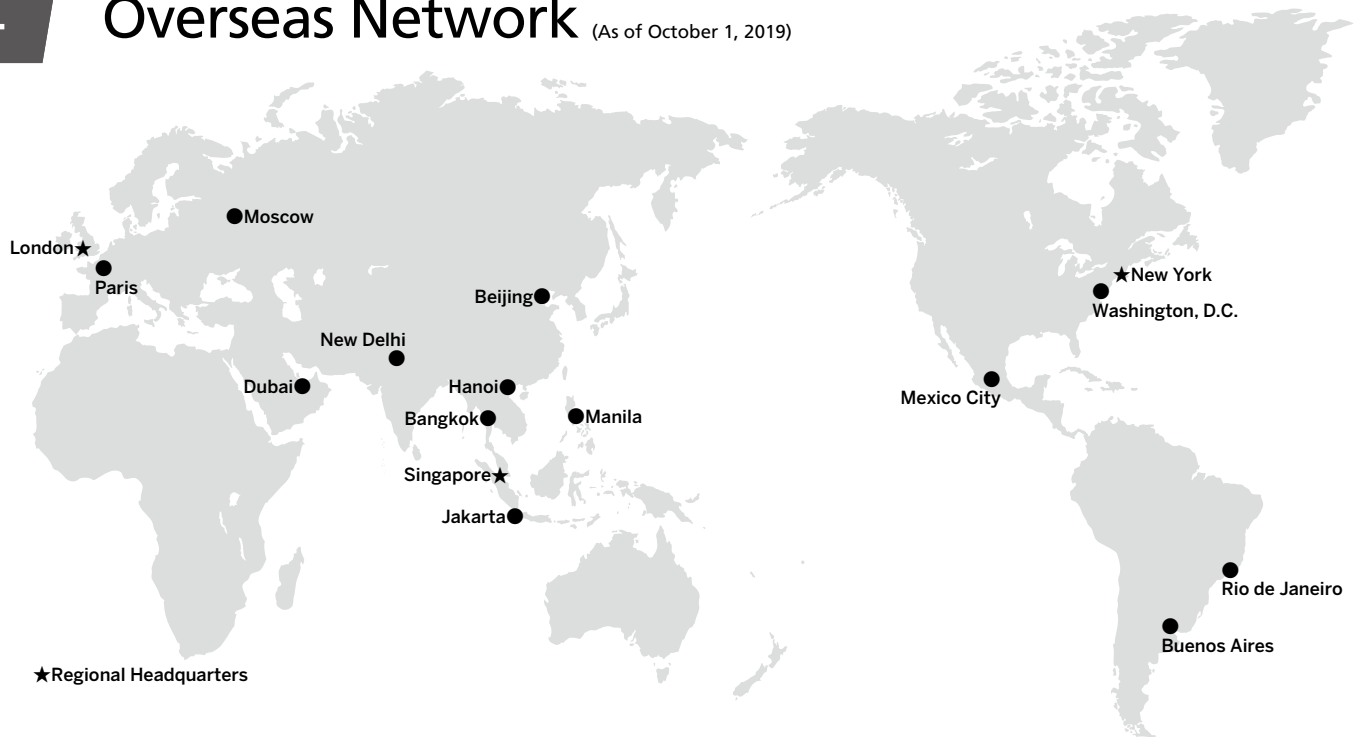 Overseas Network (As of October 1, 2019)
Moscow
London★
Paris
★New York
Beijing
Washington, D.C.
New Delhi
Dubai
Hanoi
Mexico City
Bangkok
Manila
Singapore★
Jakarta
Rio de Janeiro
Buenos Aires
★Regional Headquarters